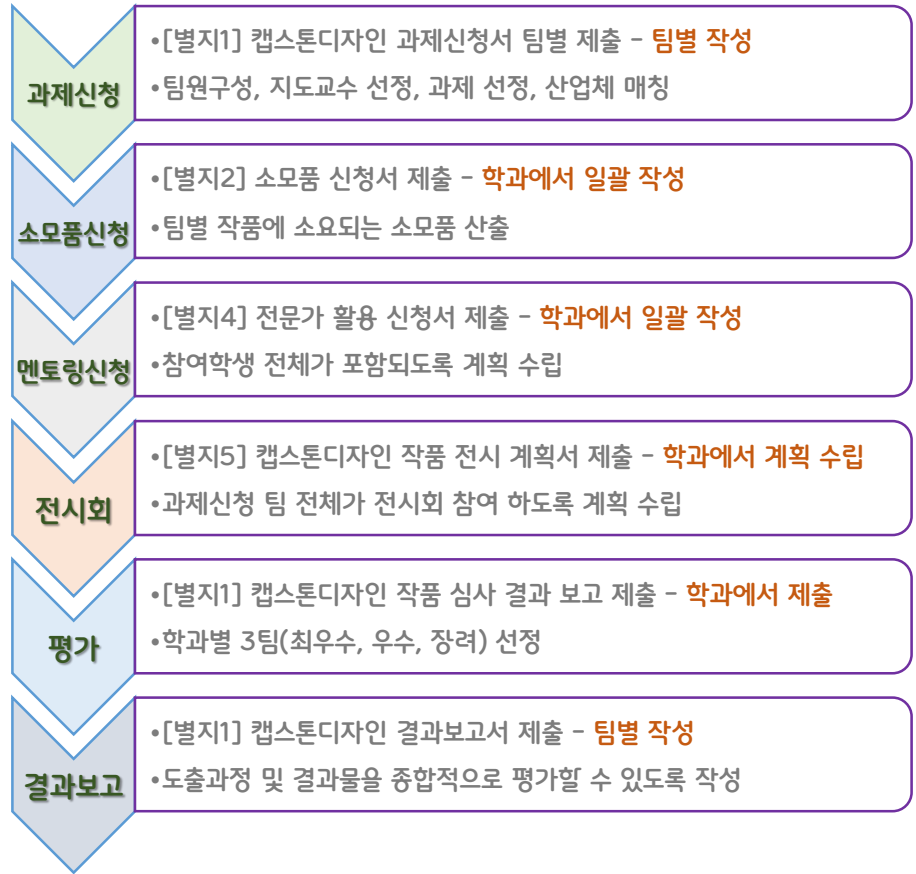 과제신청
•[별지1] 캡스톤디자인 과제신청서 팀별 제출 - 팀별 작성
•팀원구성, 지도교수 선정, 과제 선정, 산업체 매칭
소모품신청
•[별지2] 소모품 신청서 제출 - 학과에서 일괄 작성
•팀별 작품에 소요되는 소모품 산출
멘토링신청
•[별지4] 전문가 활용 신청서 제출 - 학과에서 일괄 작성
•참여학생 전체가 포함되도록 계획 수립
전시회
•[별지5] 캡스톤디자인 작품 전시 계획서 제출 - 학과에서 계획 수립
•과제신청 팀 전체가 전시회 참여 하도록 계획 수립
평가
•[별지1] 캡스톤디자인 작품 심사 결과 보고 제출 - 학과에서 제출
•학과별 3팀(최우수, 우수, 장려) 선정
결과보고
•[별지1] 캡스톤디자인 결과보고서 제출 - 팀별 작성
•도출과정 및 결과물을 종합적으로 평가할 수 있도록 작성